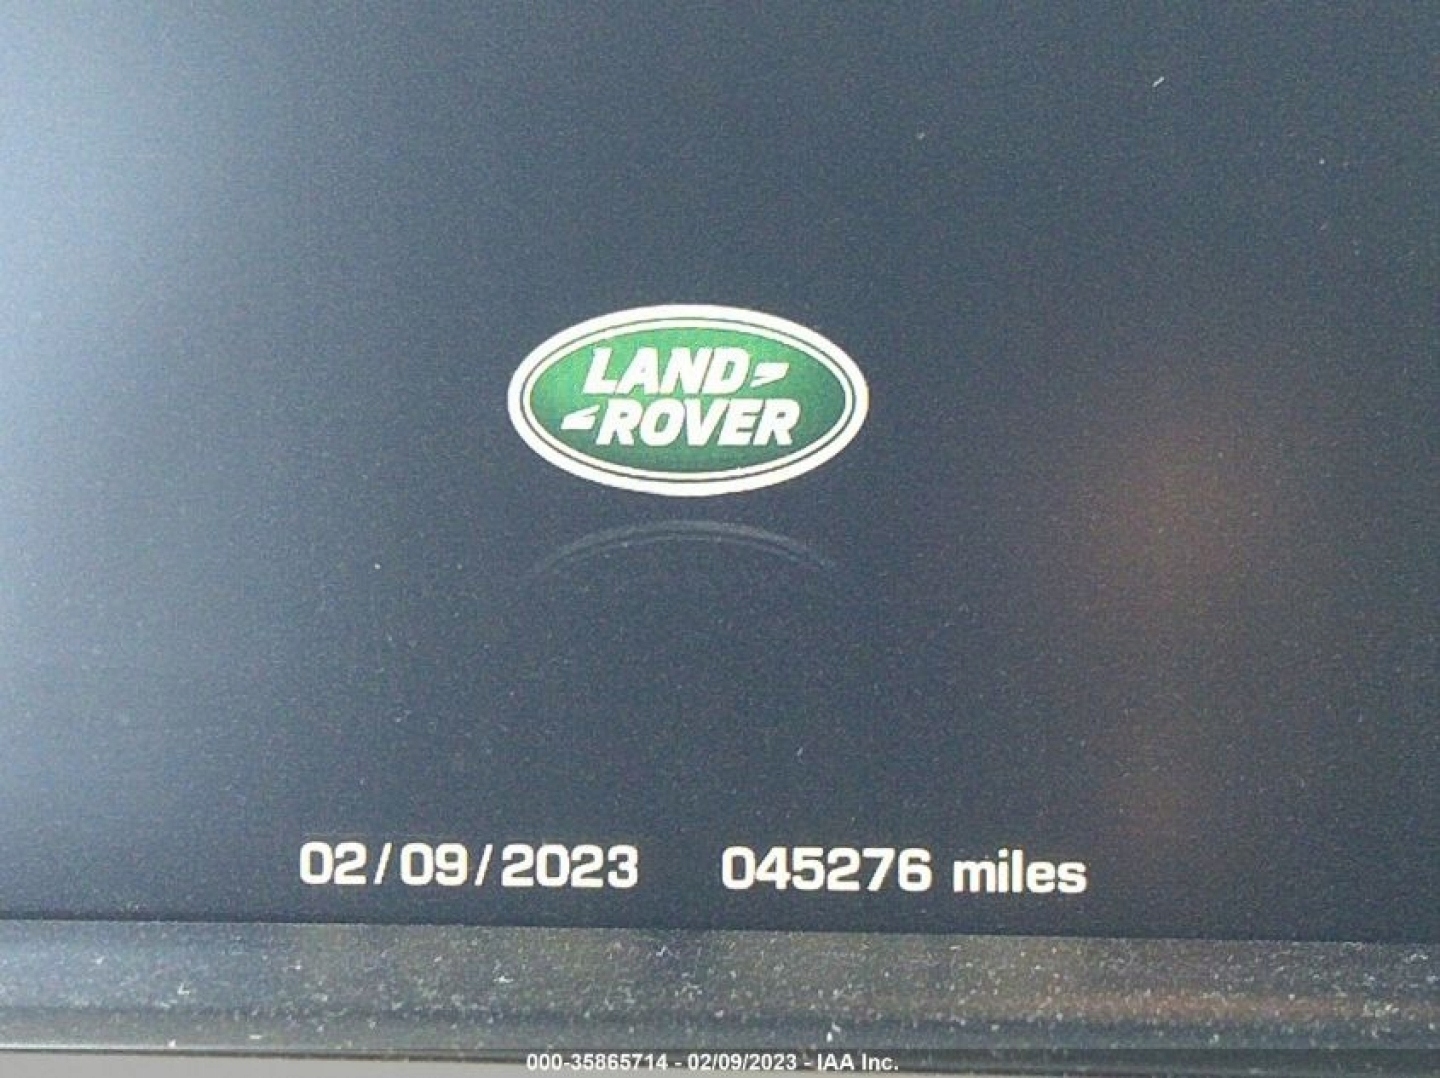 LAND
ROVER
02/09/2023 045276 miles
000-35865714 - 02/09/2023 - IAA Inc.